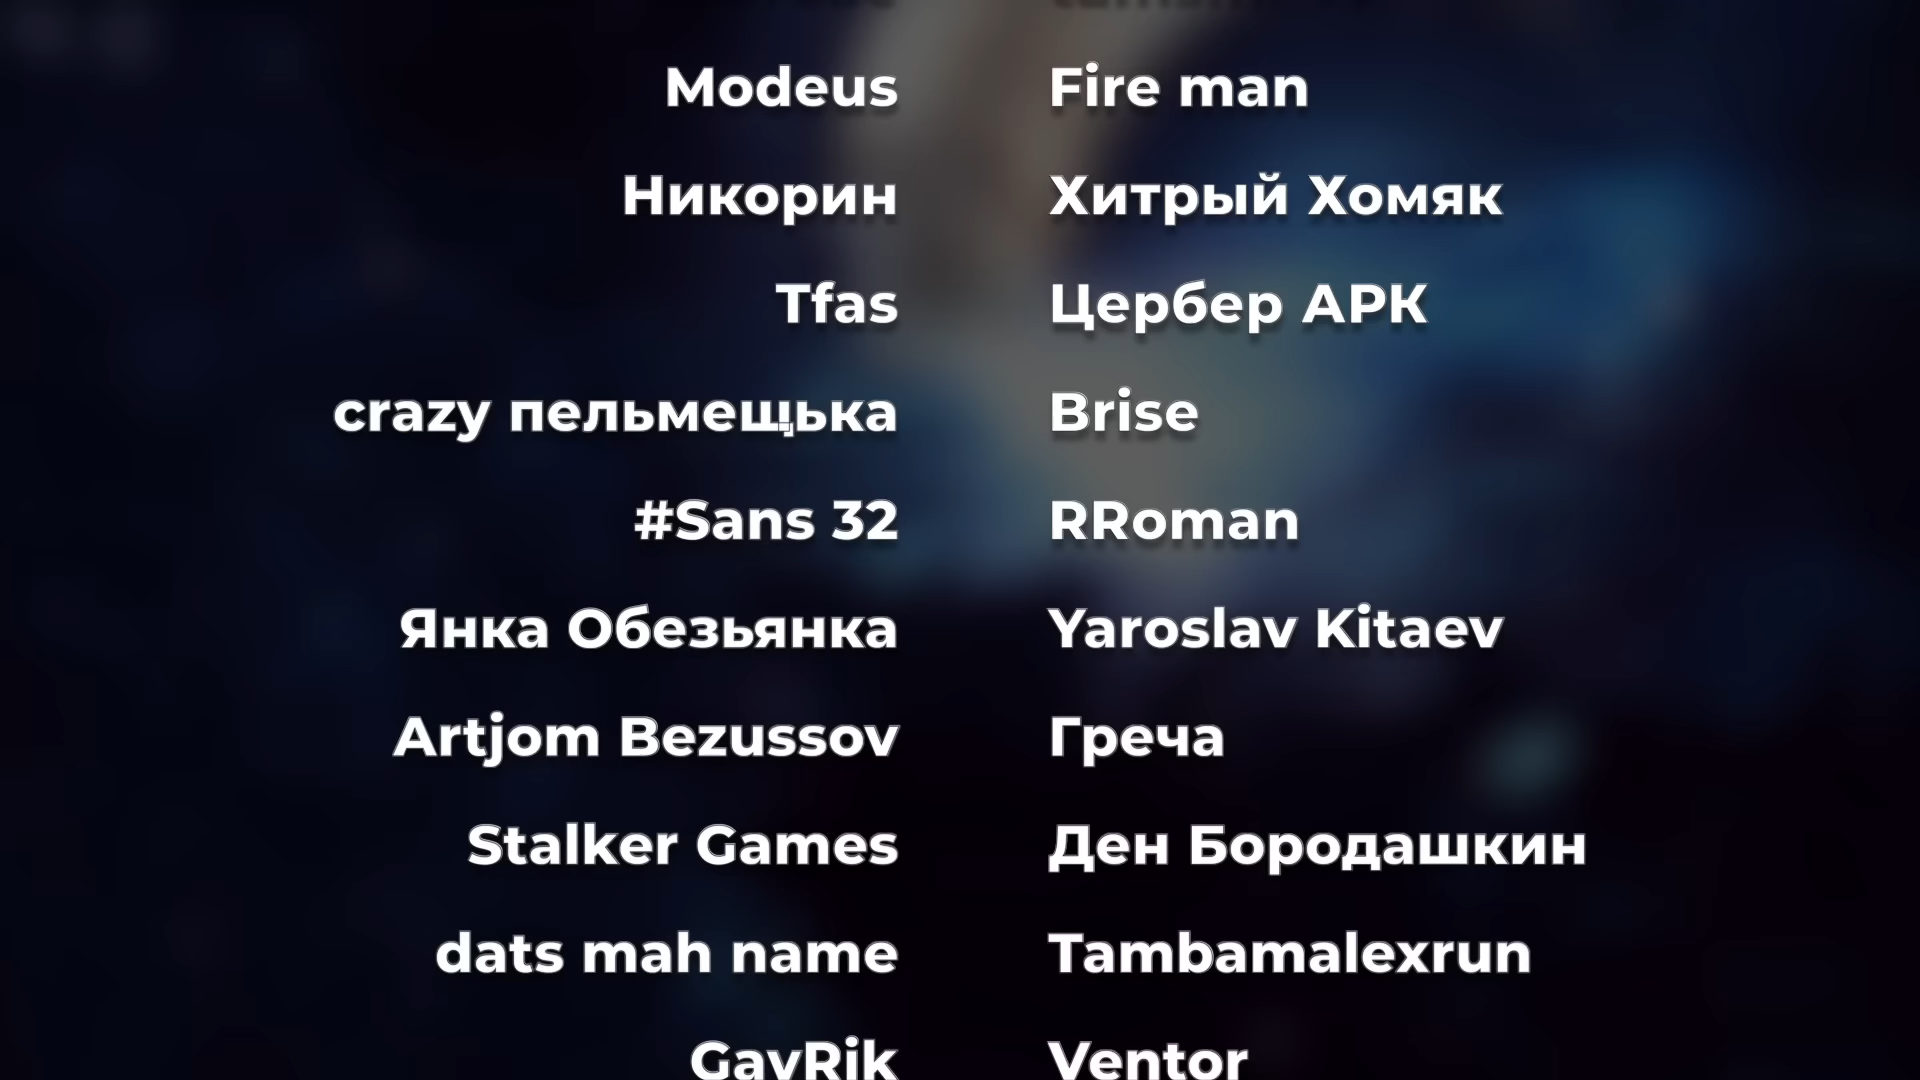 Modeus Fire man
Никорин Хитрый Хомяк
Tfas Цербер АРК
crazy пельмещька Brise
#Sans 32 RRoman
Янка Обезьянка Yaroslav Kitaev
Artjom Bezussov Греча
Stalker Games Ден Бородашкин
dats mah name Tambamalexrun
Ventor